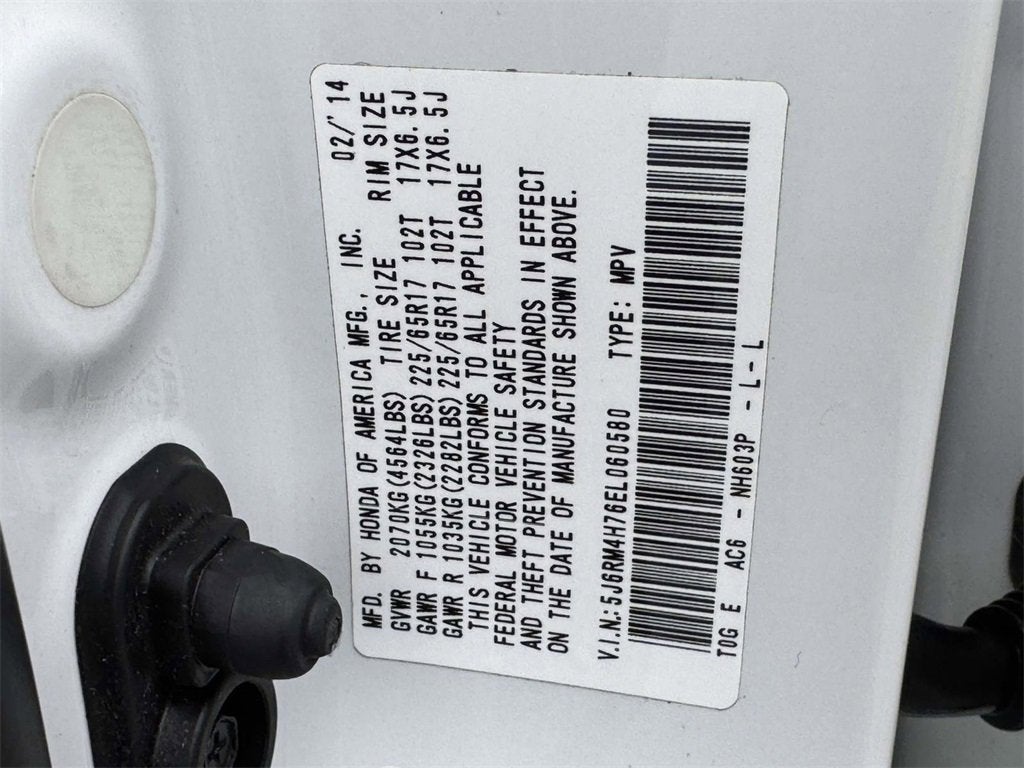 MFD. BY HONDA OF AMERICA MFG., INC. 02/'14
GVWR 2070KG(4564LBS) TIRE SIZE RIM SIZE
GAWR F 1055KG(2326LBS) 225/65R17 102T 17X6.5J
GAWR R 1035KG(2282LBS) 225/65R17 102T 17X6.5J
THIS VEHICLE CONFORMS TO ALL APPLICABLE
FEDERAL MOTOR VEHICLE SAFETY
AND THEFT PREVENTION STANDARDS IN EFFECT
ON THE DATE OF MANUFACTURE SHOWN ABOVE.
V.I.N:5J6RM4H76EL060580 TYPE: MPV
TOG E AC6 - NH603P - L - L